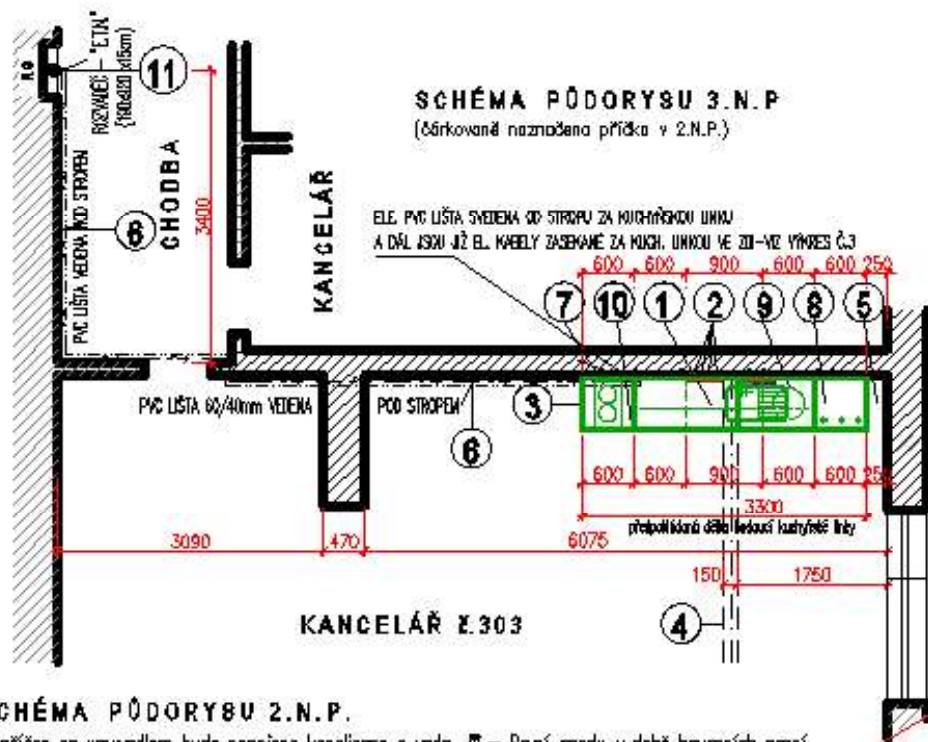 "ETN."
ROZVADĚČ –
11
CHODBA
3400
6
PVC LIŠTA VEDENA POD STROPEM
KANCELÁŘ
SCHÉMA PŮDORYSU 3.N.P
(čárkovaně naznačena příčka v 2.N.P.)
ELE. PVC LIŠTA SVEDENA OD STROPU ZA KUCHYŇSKOU LINKU
A DÁL JSOU JIŽ EL. KABELY ZASEKANÉ ZA KUCH. LINKOU VE ZDI–VIZ VÝKRES Č.3
600 600 900 600 600 250
7 10 1 2 9 8 5
PVC LIŠTA 60/40mm VEDENA
POD STROPEM
3
6
600 600 900 600 600 250
3300
předpokládaná délka kuchyňské linky
3090 470 6075
150 1750
KANCELÁŘ č.303
4
SCHÉMA PŮDORYSU 2.N.P.